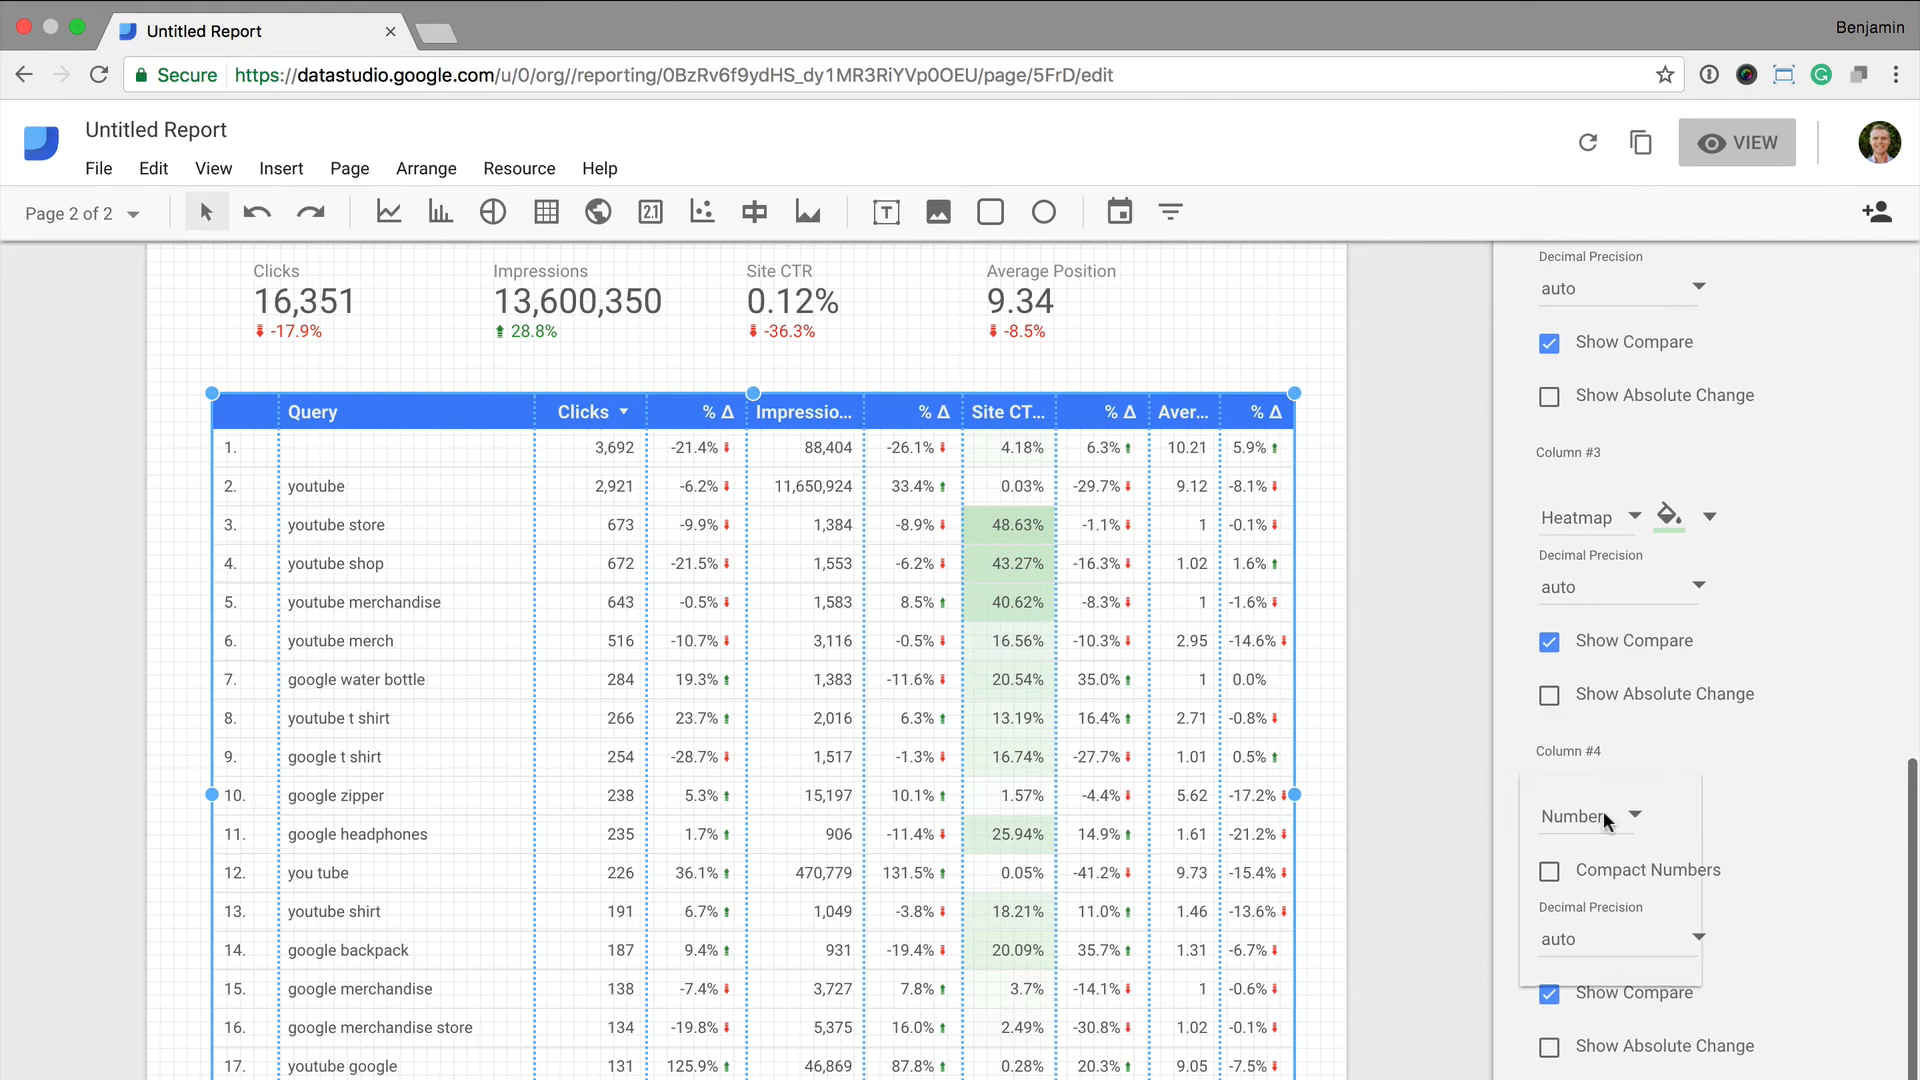 Untitled Report
Benjamin
Secure https://datastudio.google.com/u/0/org//reporting/0BzRv6f9ydHS_dy1MR3RiYVp0OEU/page/5FrD/edit
Untitled Report
File Edit View Insert Page Arrange Resource Help
VIEW
Page 2 of 2
Clicks Impressions Site CTR Average Position
16,351 13,600,350 0.12% 9.34
-17.9% 28.8% -36.3% -8.5%
Query Clicks % Δ Impressio... % Δ Site CT... % Δ Aver... % Δ
1. 3,692 -21.4% 88,404 -26.1% 4.18% 6.3% 10.21 5.9%
2. youtube 2,921 -6.2% 11,650,924 33.4% 0.03% -29.7% 9.12 -8.1%
3. youtube store 673 -9.9% 1,384 -8.9% 48.63% -1.1% 1 -0.1%
4. youtube shop 672 -21.5% 1,553 -6.2% 43.27% -16.3% 1.02 1.6%
5. youtube merchandise 643 -0.5% 1,583 8.5% 40.62% -8.3% 1 -1.6%
6. youtube merch 516 -10.7% 3,116 -0.5% 16.56% -10.3% 2.95 -14.6%
7. google water bottle 284 19.3% 1,383 -11.6% 20.54% 35.0% 1 0.0%
8. youtube t shirt 266 23.7% 2,016 6.3% 13.19% 16.4% 2.71 -0.8%
9. google t shirt 254 -28.7% 1,517 -1.3% 16.74% -27.7% 1.01 0.5%
10. google zipper 238 5.3% 15,197 10.1% 1.57% -4.4% 5.62 -17.2%
11. google headphones 235 1.7% 906 -11.4% 25.94% 14.9% 1.61 -21.2%
12. you tube 226 36.1% 470,779 131.5% 0.05% -41.2% 9.73 -15.4%
13. youtube shirt 191 6.7% 1,049 -3.8% 18.21% 11.0% 1.46 -13.6%
14. google backpack 187 9.4% 931 -19.4% 20.09% 35.7% 1.31 -6.7%
15. google merchandise 138 -7.4% 3,727 7.8% 3.7% -14.1% 1 -0.6%
16. google merchandise store 134 -19.8% 5,375 16.0% 2.49% -30.8% 1.02 -0.1%
17. youtube google 131 125.9% 46,869 87.8% 0.28% 20.3% 9.05 -7.5%
Decimal Precision
auto
Show Compare
Show Absolute Change
Column #3
Heatmap
Decimal Precision
auto
Show Compare
Show Absolute Change
Column #4
Number
Compact Numbers
Decimal Precision
auto
Show Compare
Show Absolute Change